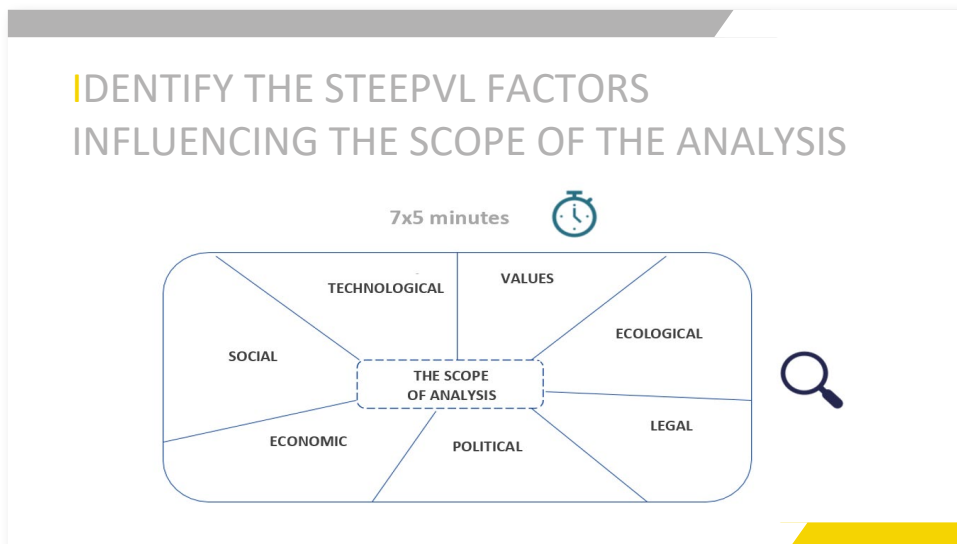 IDENTIFY THE STEEPVL FACTORS
INFLUENCING THE SCOPE OF THE ANALYSIS
7x5 minutes
TECHNOLOGICAL
VALUES
ECOLOGICAL
SOCIAL
THE SCOPE
OF ANALYSIS
LEGAL
ECONOMIC
POLITICAL